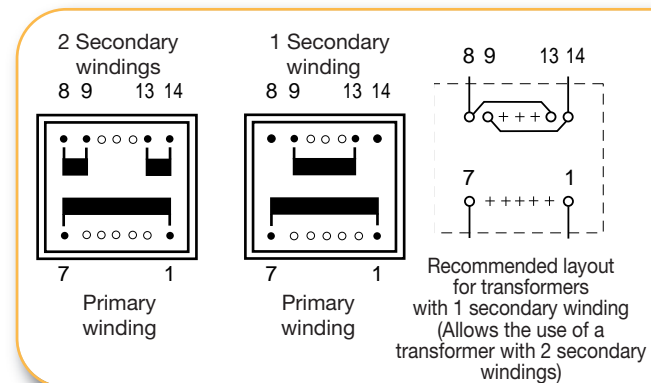 2 Secondary
windings
8 9 13 14
7 1
Primary
winding
1 Secondary
winding
8 9 13 14
7 1
Primary
winding
8 9 13 14
7 1
Recommended layout
for transformers
with 1 secondary winding
(Allows the use of a
transformer with 2 secondary
windings)